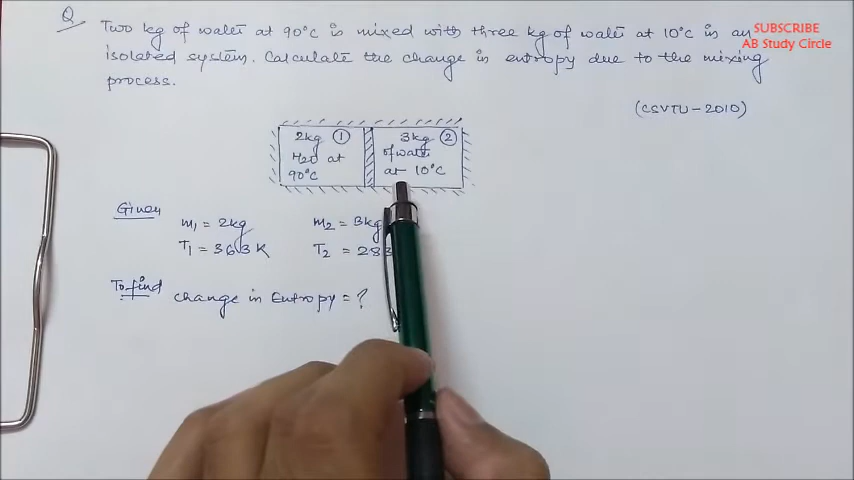 Q Two kg of water at 90°C is mixed with three kg of water at 10°C in an
isolated system. Calculate the change in entropy due to the mixing
process.
(CSVTU-2010)
SUBSCRIBE
AB Study Circle
2kg ①
H2O at
90°C
3kg ②
of water
at 10°C
Given
m1 = 2kg m2 = 3kg
T1 = 363K T2 = 283
To find Change in Entropy = ?